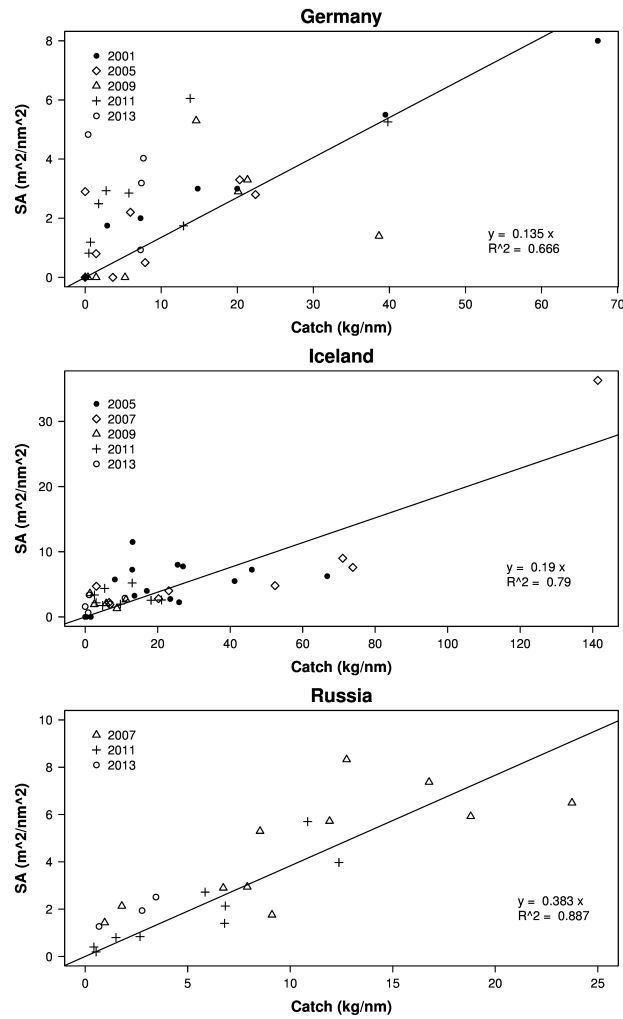 Germany
8
6
4
2
0
SA (m^2/nm^2)
2001
2005
2009
2011
2013
y = 0.135 x
R^2 = 0.666
0 10 20 30 40 50 60 70
Catch (kg/nm)
Iceland
30
20
10
0
SA (m^2/nm^2)
2005
2007
2009
2011
2013
y = 0.19 x
R^2 = 0.79
0 20 40 60 80 100 120 140
Catch (kg/nm)
Russia
10
8
6
4
2
0
SA (m^2/nm^2)
2007
2011
2013
y = 0.383 x
R^2 = 0.887
0 5 10 15 20 25
Catch (kg/nm)